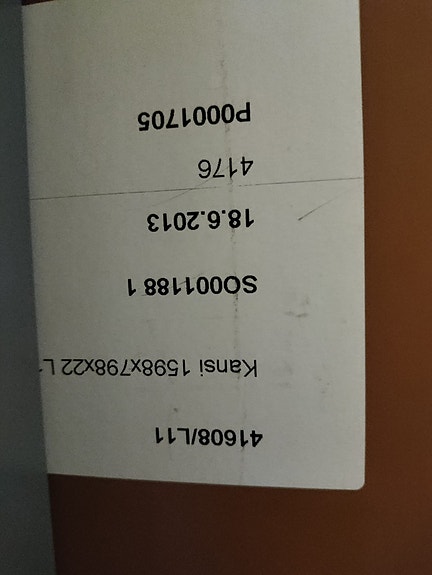 41608/L11
Kansi 1598x798x22 L
SO001188 1
18.6.2013
4176
P0001705